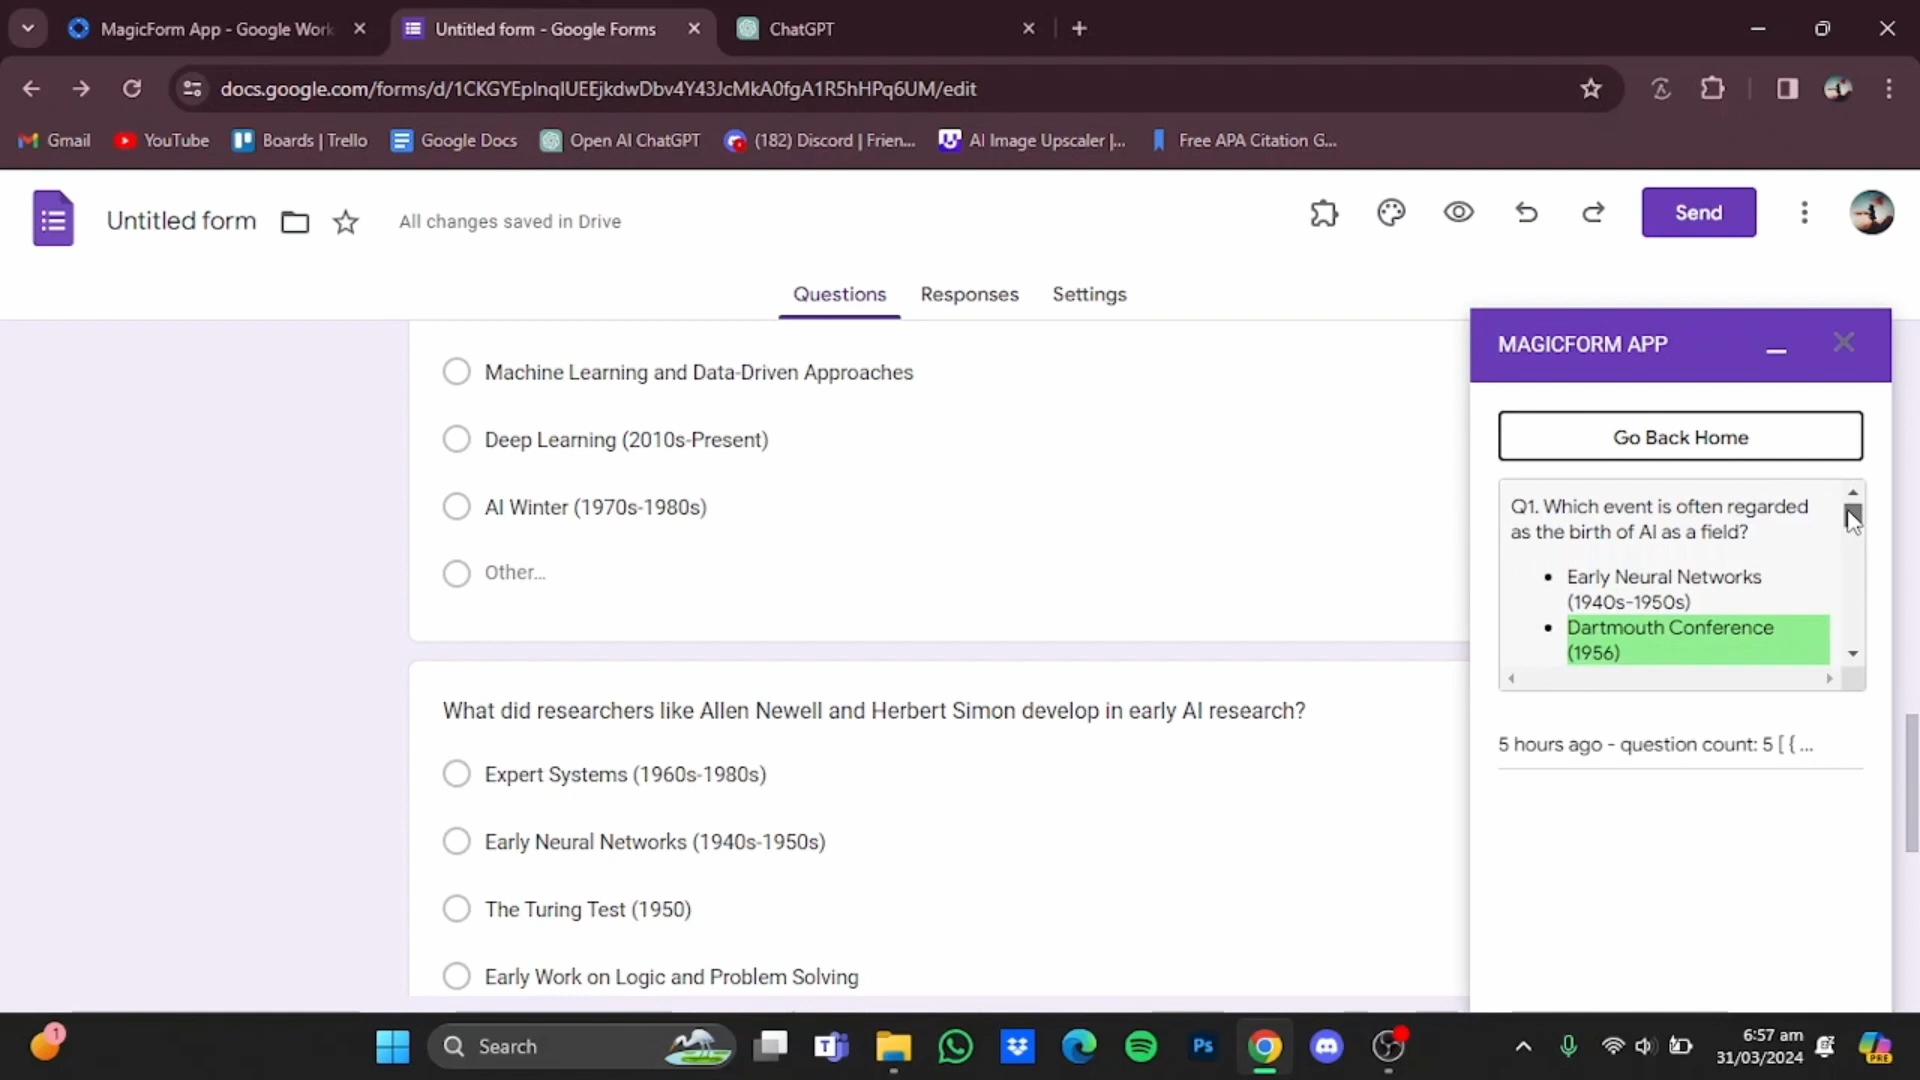 MagicForm App - Google Work
Untitled form - Google Forms
ChatGPT
docs.google.com/forms/d/1CKGYEpInqIUEEjkdwDbv4Y43JcMkA0fgA1R5hHPq6UM/edit
Gmail
YouTube
Boards | Trello
Google Docs
Open AI ChatGPT
(182) Discord | Frien...
AI Image Upscaler |...
Free APA Citation G...
Untitled form
All changes saved in Drive
Send
Questions
Responses
Settings
Machine Learning and Data-Driven Approaches
Deep Learning (2010s-Present)
AI Winter (1970s-1980s)
Other...
What did researchers like Allen Newell and Herbert Simon develop in early AI research?
Expert Systems (1960s-1980s)
Early Neural Networks (1940s-1950s)
The Turing Test (1950)
Early Work on Logic and Problem Solving
MAGICFORM APP
Go Back Home
Q1. Which event is often regarded
as the birth of AI as a field?
Early Neural Networks
(1940s-1950s)
Dartmouth Conference
(1956)
5 hours ago - question count: 5 [ { ...
1
Search
Ps
6:57 am
31/03/2024
PRE